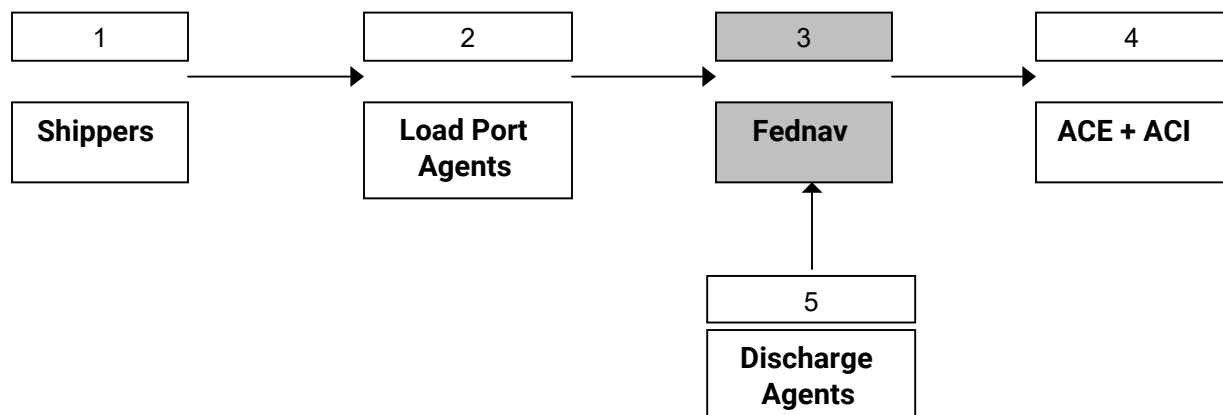 1
2
3
4
Shippers
Load Port
Agents
Fednav
ACE + ACI
5
Discharge
Agents